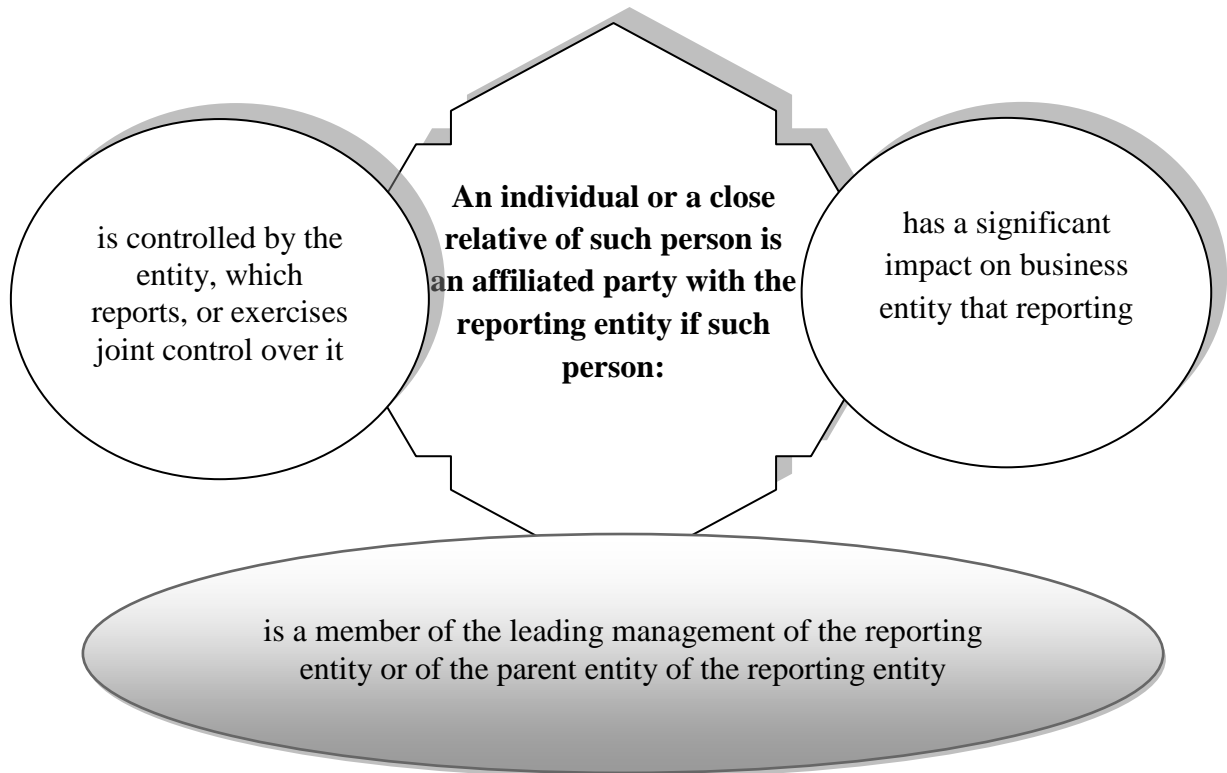 An individual or a close
relative of such person is
an affiliated party with the
reporting entity if such
person:
is controlled by the
entity, which
reports, or exercises
joint control over it
has a significant
impact on business
entity that reporting
is a member of the leading management of the reporting
entity or of the parent entity of the reporting entity